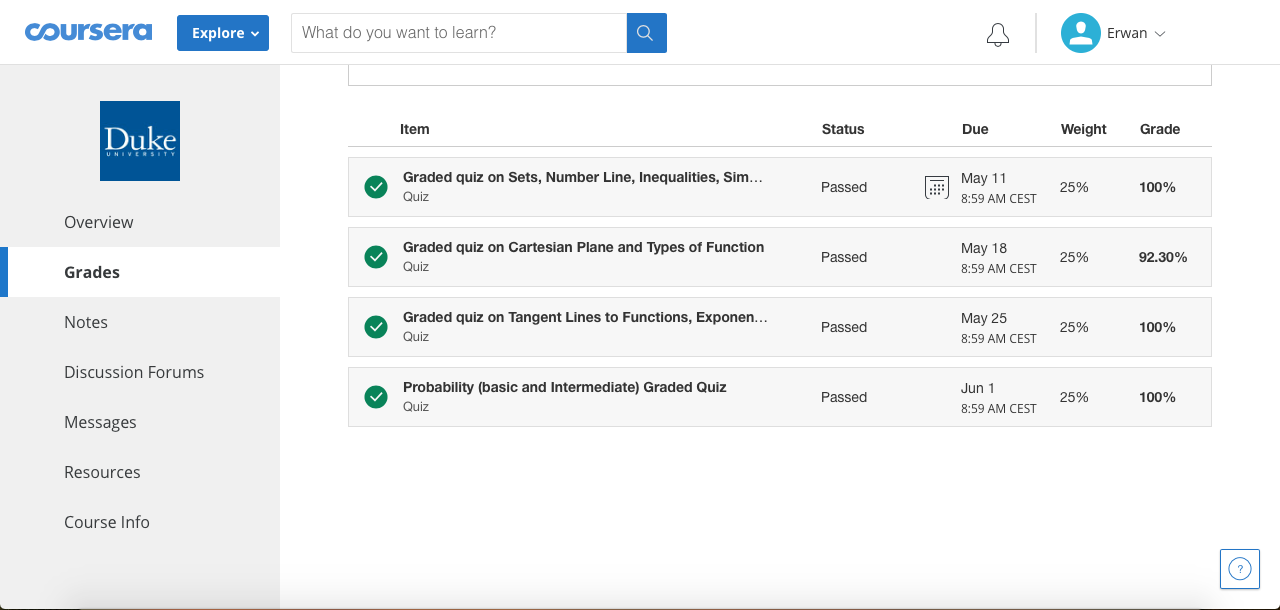 coursera
Explore
What do you want to learn?
Erwan
Duke
UNIVERSITY
Overview
Grades
Notes
Discussion Forums
Messages
Resources
Course Info
Item Status Due Weight Grade
Graded quiz on Sets, Number Line, Inequalities, Sim…
Quiz
Passed
May 11
8:59 AM CEST
25%
100%
Graded quiz on Cartesian Plane and Types of Function
Quiz
Passed
May 18
8:59 AM CEST
25%
92.30%
Graded quiz on Tangent Lines to Functions, Exponen…
Quiz
Passed
May 25
8:59 AM CEST
25%
100%
Probability (basic and Intermediate) Graded Quiz
Quiz
Passed
Jun 1
8:59 AM CEST
25%
100%
?